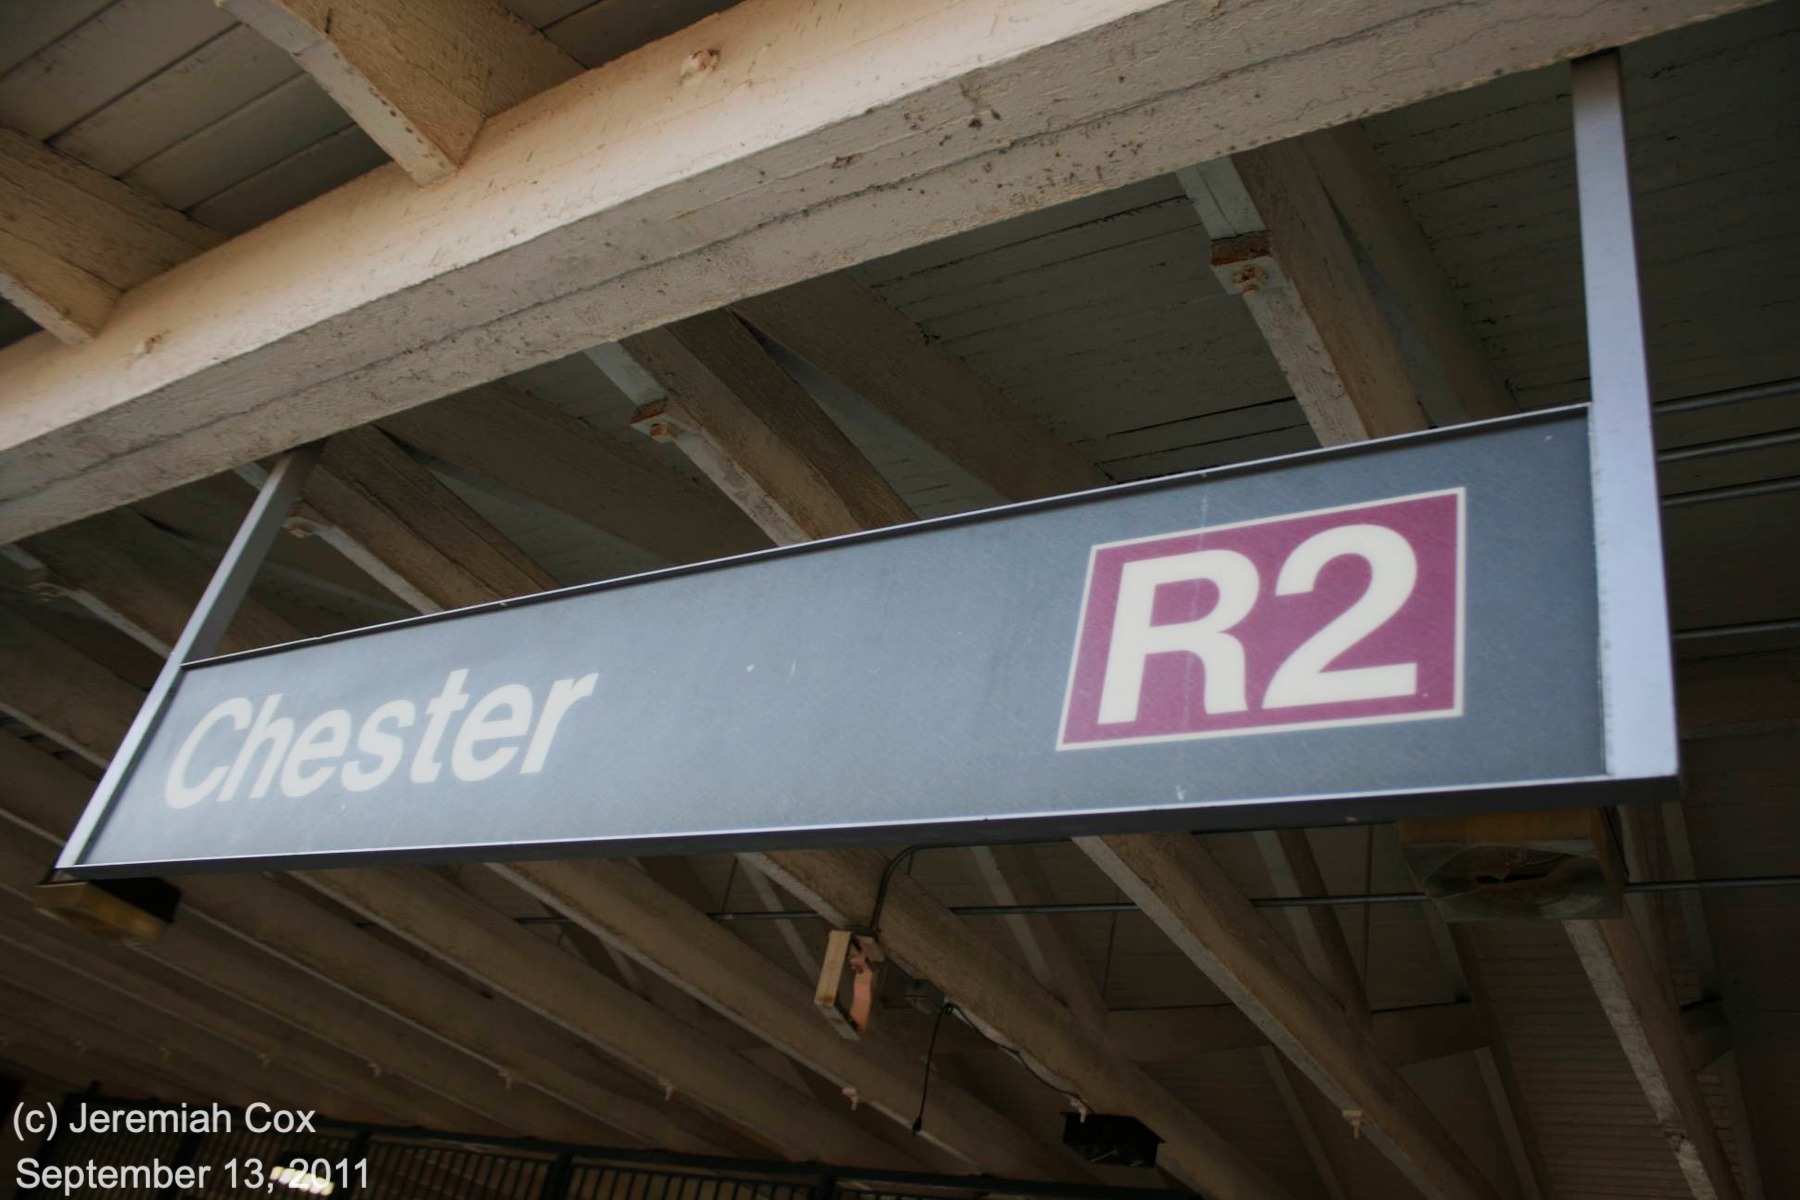 Chester R2
(c) Jeremiah Cox
September 13, 2011